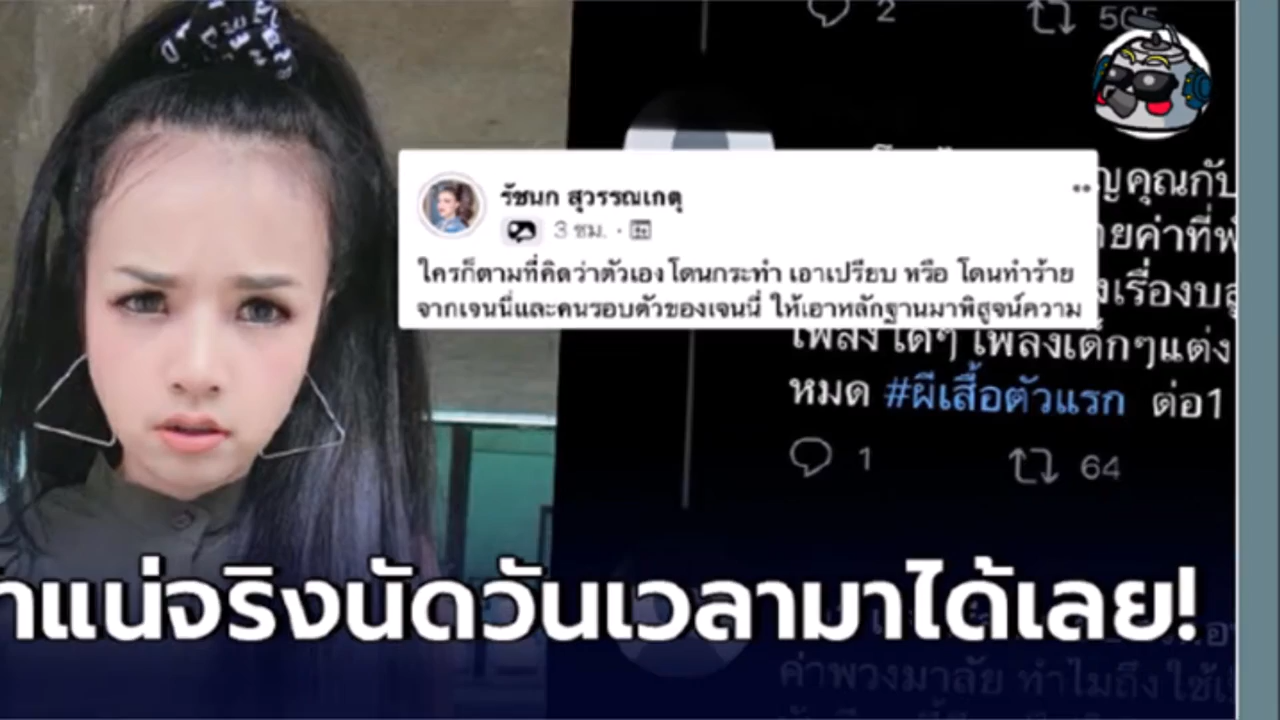 2
565
รัชนก สุวรรณเกตุ
3 ชม. ·
ใครก็ตามที่คิดว่าตัวเองโดนกระทำ เอาเปรียบ หรือ โดนทำร้าย
จากเจนนี่และคนรอบตัวของเจนนี่ ให้เอาหลักฐานมาพิสูจน์ความ
ญคุณกับ
ายค่าที่พั
งเรื่องบลู
เพลงใดๆ เพลงเด็กๆแต่ง
หมด #ผีเสื้อตัวแรก ต่อ1
1
64
าแน่จริงนัดวันเวลามาได้เลย!
ค่าพวงมาลัย ทำไมถึงใช้เ